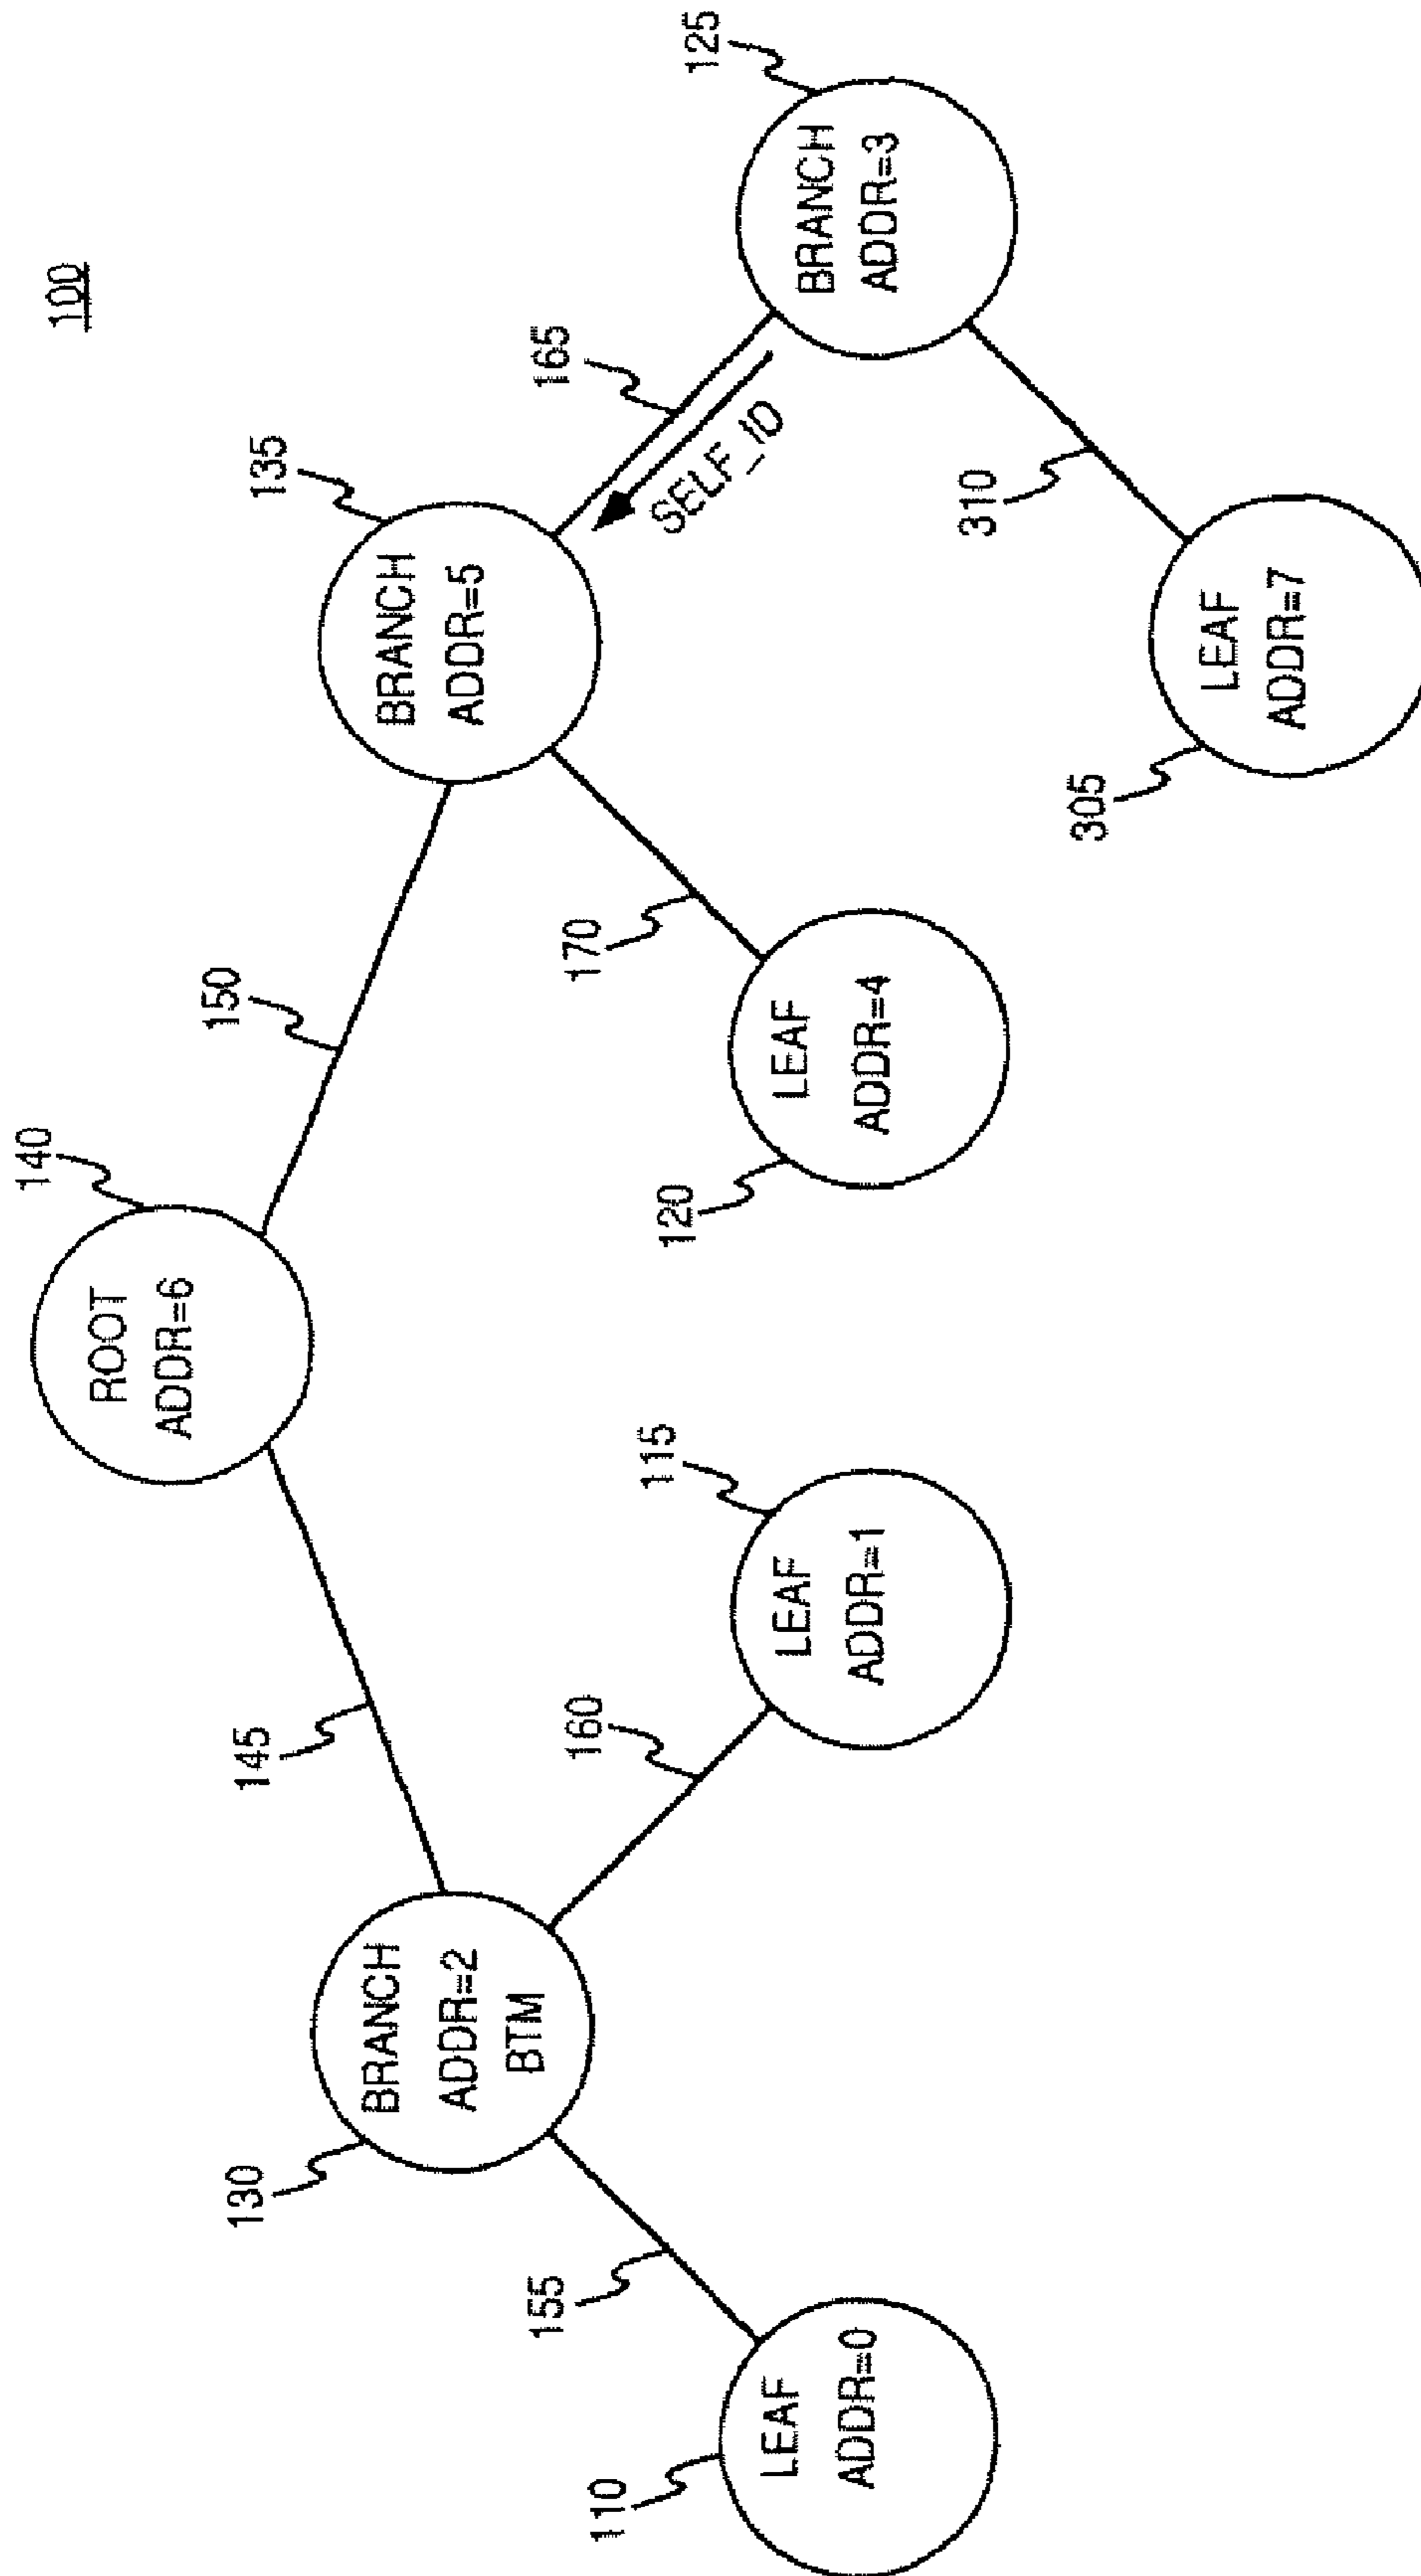 100
140
ROOT
ADDR=6
145
150
130
BRANCH
ADDR=2
BTM
135
BRANCH
ADDR=5
155
160
170
165
SELF_ID
110
LEAF
ADDR=0
115
LEAF
ADDR=1
120
LEAF
ADDR=4
125
BRANCH
ADDR=3
310
305
LEAF
ADDR=7